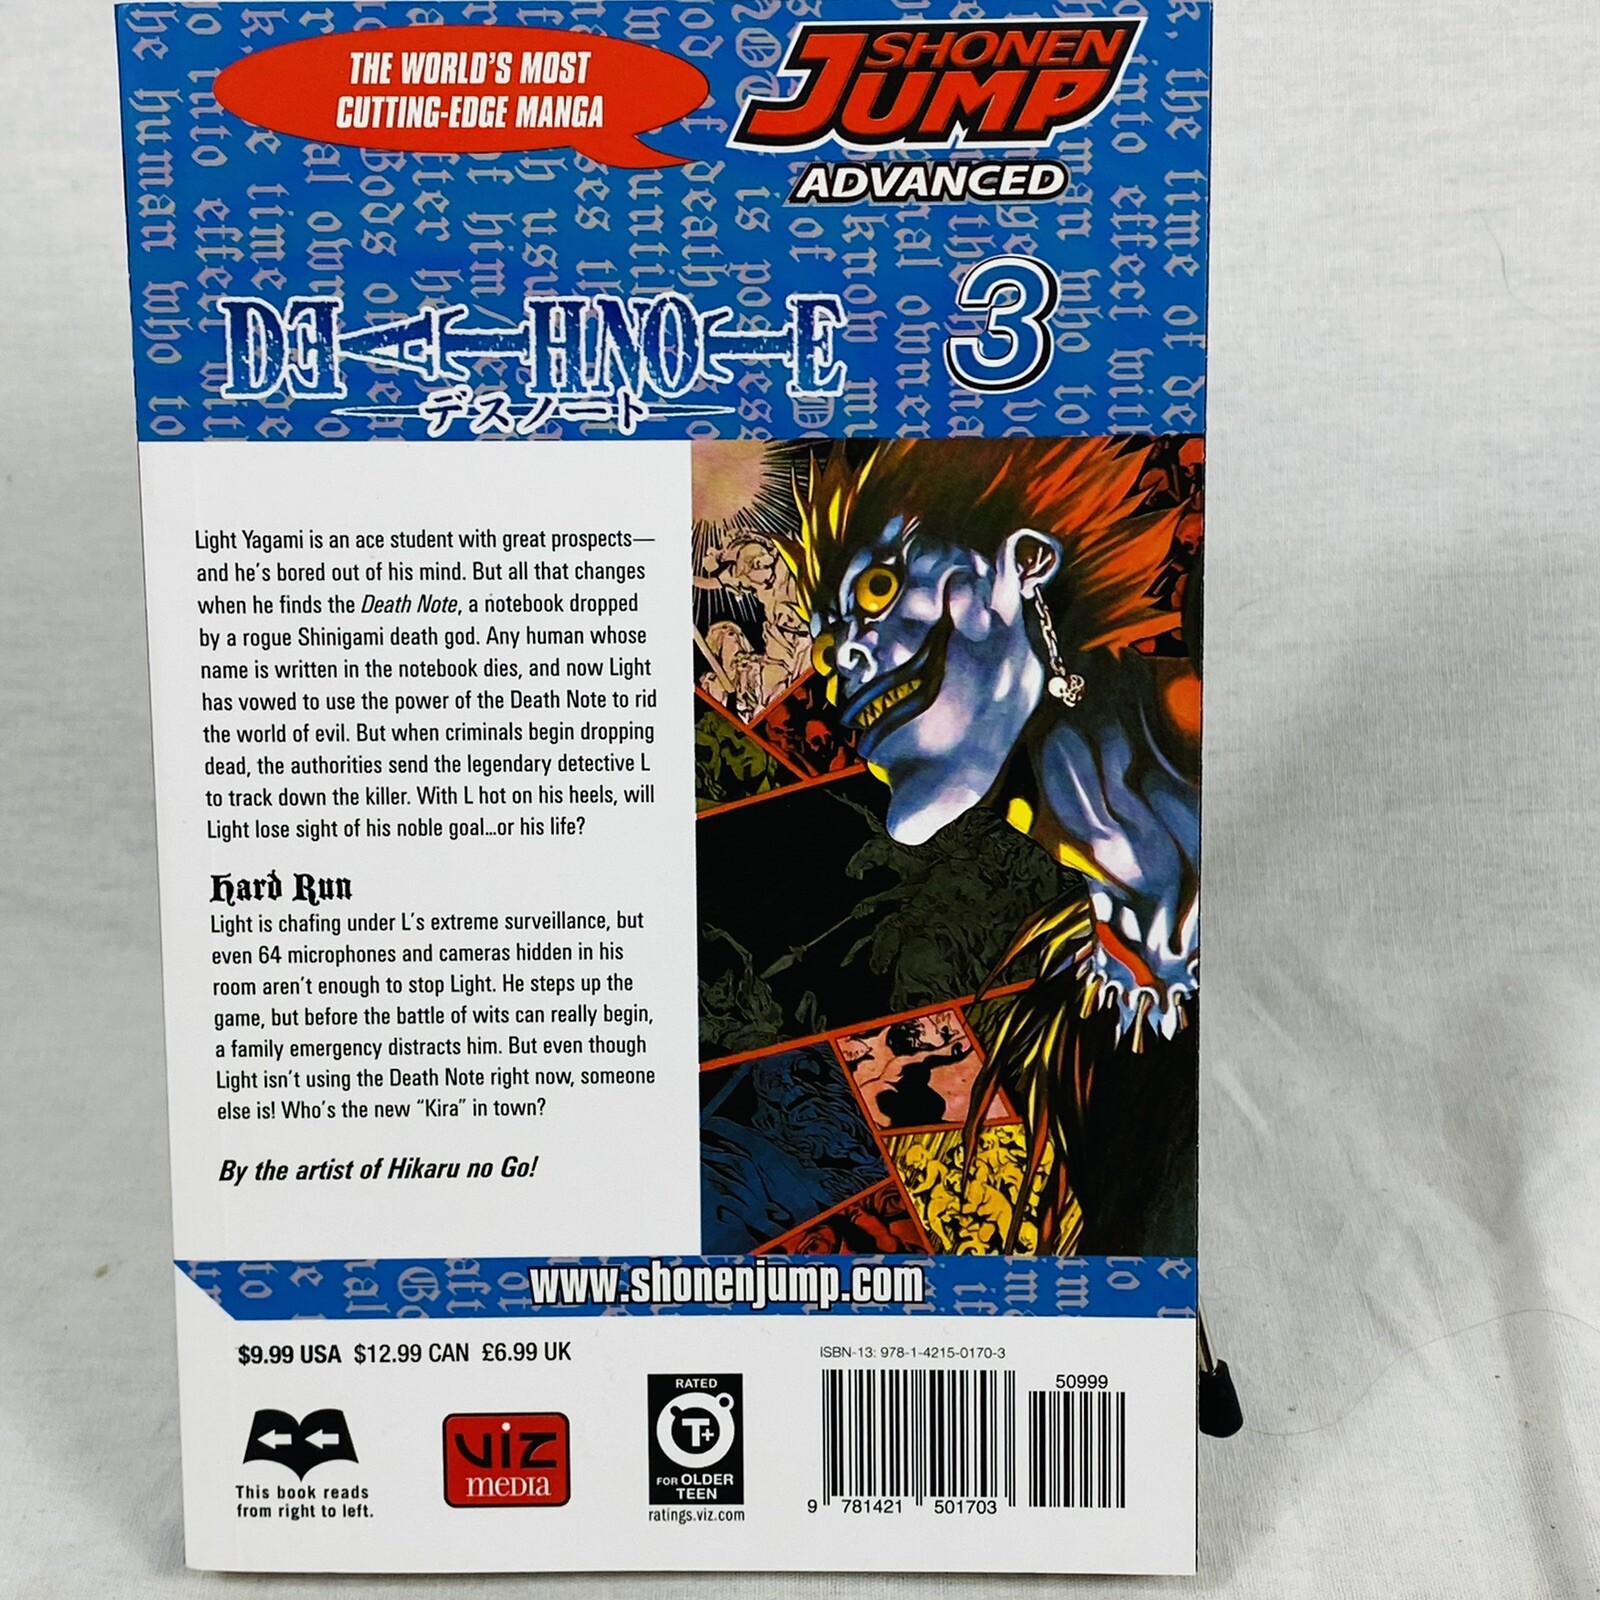 THE WORLD'S MOST
CUTTING-EDGE MANGA
SHONEN
JUMP
ADVANCED
DEATH NOTE
デスノート
3
Light Yagami is an ace student with great prospects—
and he's bored out of his mind. But all that changes
when he finds the Death Note, a notebook dropped
by a rogue Shinigami death god. Any human whose
name is written in the notebook dies, and now Light
has vowed to use the power of the Death Note to rid
the world of evil. But when criminals begin dropping
dead, the authorities send the legendary detective L
to track down the killer. With L hot on his heels, will
Light lose sight of his noble goal...or his life?
Hard Run
Light is chafing under L's extreme surveillance, but
even 64 microphones and cameras hidden in his
room aren't enough to stop Light. He steps up the
game, but before the battle of wits can really begin,
a family emergency distracts him. But even though
Light isn't using the Death Note right now, someone
else is! Who's the new "Kira" in town?
By the artist of Hikaru no Go!
www.shonenjump.com
$9.99 USA $12.99 CAN £6.99 UK
This book reads
from right to left.
VIZ
MEDIA
RATED
T+
FOR OLDER
TEEN
ratings.viz.com
ISBN-13: 978-1-4215-0170-3
50999
9 781421 501703